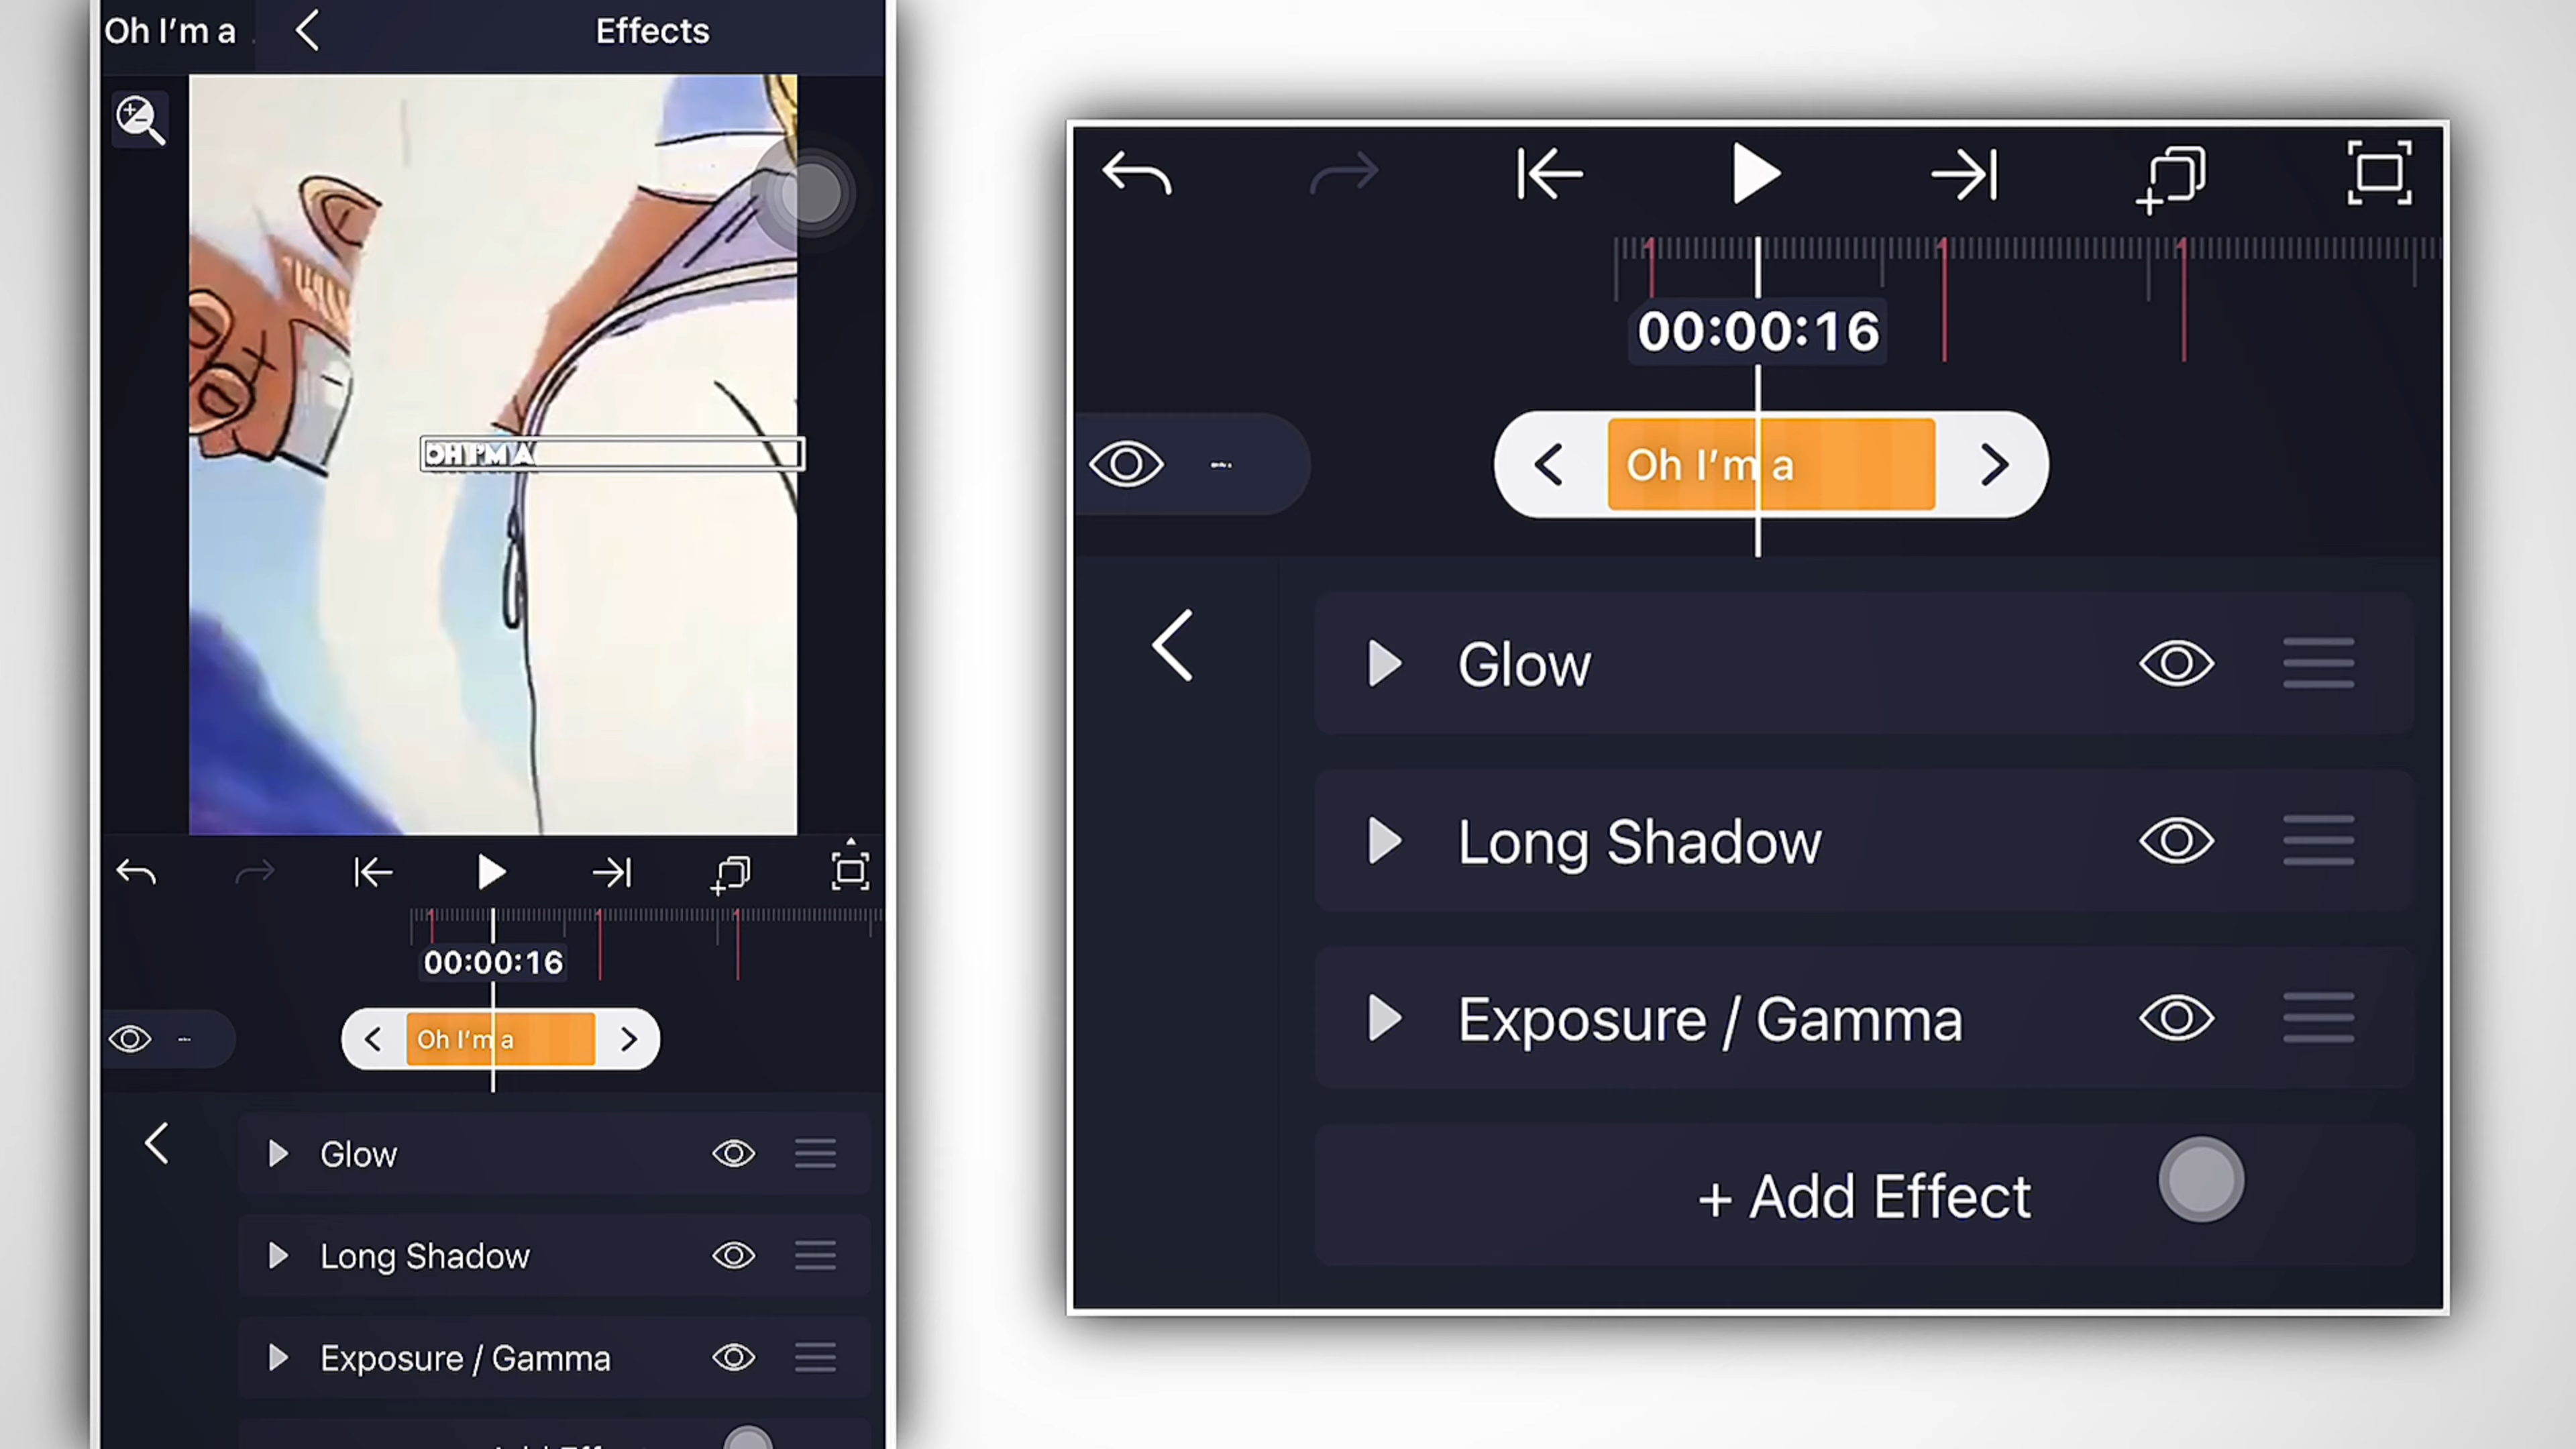 Oh I'm a
Effects
OH I'M A
00:00:16
Oh I'm a
Glow
Long Shadow
Exposure / Gamma
00:00:16
Oh I'm a
Glow
Long Shadow
Exposure / Gamma
+ Add Effect